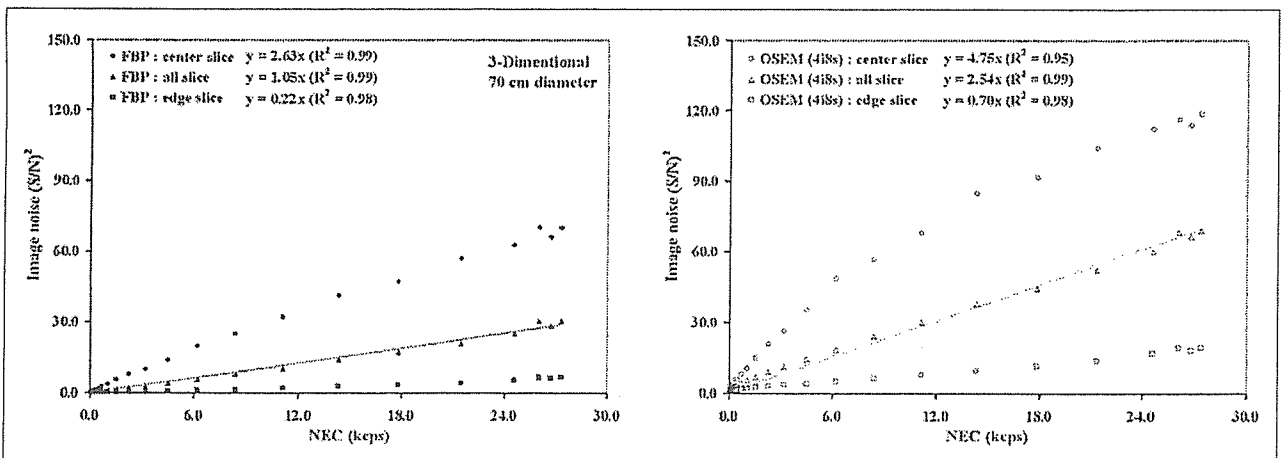 150.0
120.0
90.0
60.0
30.0
0.0
Image noise (S/N)²
FBP : center slice y = 2.63x (R² = 0.99)
FBP : all slice y = 1.05x (R² = 0.99)
FBP : edge slice y = 0.22x (R² = 0.98)
3-Dimentional
70 cm diameter
0.0 6.0 12.0 18.0 24.0 30.0
NEC (kcps)
150.0
120.0
90.0
60.0
30.0
0.0
Image noise (S/N)²
OSEM (4i8s) : center slice y = 4.75x (R² = 0.95)
OSEM (4i8s) : all slice y = 2.54x (R² = 0.99)
OSEM (4i8s) : edge slice y = 0.70x (R² = 0.98)
0.0 6.0 12.0 18.0 24.0 30.0
NEC (kcps)